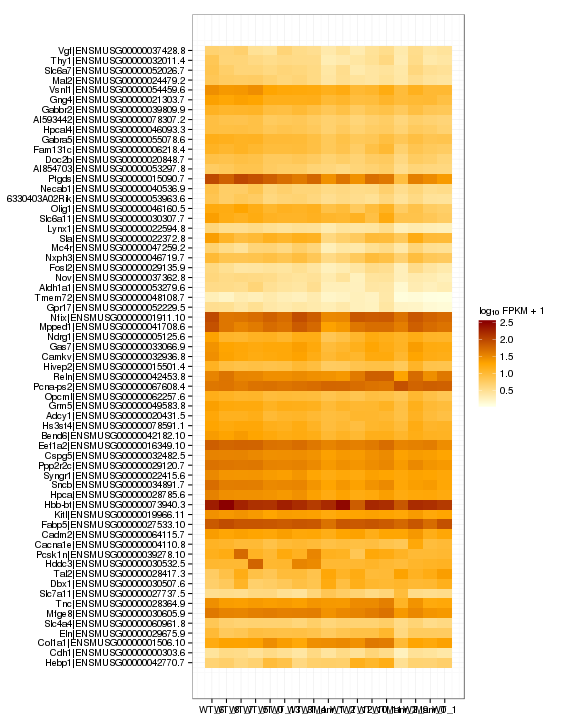 Vgf|ENSMUSG00000037428.8
Thy1|ENSMUSG00000032011.4
Slc6a7|ENSMUSG00000052026.7
Mal2|ENSMUSG00000024479.2
Vsnl1|ENSMUSG00000054459.6
Gng4|ENSMUSG00000021303.7
Gabbr2|ENSMUSG00000039809.9
AI593442|ENSMUSG00000078307.2
Hpcal4|ENSMUSG00000046093.3
Gabra5|ENSMUSG00000055078.6
Fam131c|ENSMUSG00000006218.4
Doc2b|ENSMUSG00000020848.7
AI854703|ENSMUSG00000053297.8
Ptgds|ENSMUSG00000015090.7
Necab1|ENSMUSG00000040536.9
6330403A02Rik|ENSMUSG00000053963.6
Olig1|ENSMUSG00000046160.5
Slc6a11|ENSMUSG00000030307.7
Lynx1|ENSMUSG00000022594.8
Sla|ENSMUSG00000022372.8
Mc4r|ENSMUSG00000047259.2
Nxph3|ENSMUSG00000046719.7
Fosl2|ENSMUSG00000029135.9
Nov|ENSMUSG00000037362.8
Aldh1a1|ENSMUSG00000053279.6
Tmem72|ENSMUSG00000048108.7
Gpr17|ENSMUSG00000052229.5
Nfix|ENSMUSG00000001911.10
Mpped1|ENSMUSG00000041708.6
Ndrg1|ENSMUSG00000005125.6
Gas7|ENSMUSG00000033066.9
Camkv|ENSMUSG00000032936.8
Hivep2|ENSMUSG00000015501.4
Reln|ENSMUSG00000042453.8
Pcna-ps2|ENSMUSG00000067608.4
Opcml|ENSMUSG00000062257.6
Grm5|ENSMUSG00000049583.8
Adcy1|ENSMUSG00000020431.5
Hs3st4|ENSMUSG00000078591.1
Bend6|ENSMUSG00000042182.10
Eef1a2|ENSMUSG00000016349.10
Cspg5|ENSMUSG00000032482.5
Ppp2r2c|ENSMUSG00000029120.7
Syngr1|ENSMUSG00000022415.6
Sncb|ENSMUSG00000034891.7
Hpca|ENSMUSG00000028785.6
Hbb-bt|ENSMUSG00000073940.3
Kitl|ENSMUSG00000019966.11
Fabp5|ENSMUSG00000027533.10
Cadm2|ENSMUSG00000064115.7
Cacna1e|ENSMUSG00000004110.8
Pcsk1n|ENSMUSG00000039278.10
Hddc3|ENSMUSG00000030532.5
Tal2|ENSMUSG00000028417.3
Dbx1|ENSMUSG00000030507.6
Slc7a11|ENSMUSG00000027737.5
Tnc|ENSMUSG00000028364.9
Mfge8|ENSMUSG00000030605.9
Slc4a4|ENSMUSG00000060961.8
Eln|ENSMUSG00000029675.9
Col1a1|ENSMUSG00000001506.10
Cdh1|ENSMUSG00000000303.6
Hebp1|ENSMUSG00000042770.7
log₁₀ FPKM + 1
2.5
2.0
1.5
1.0
0.5